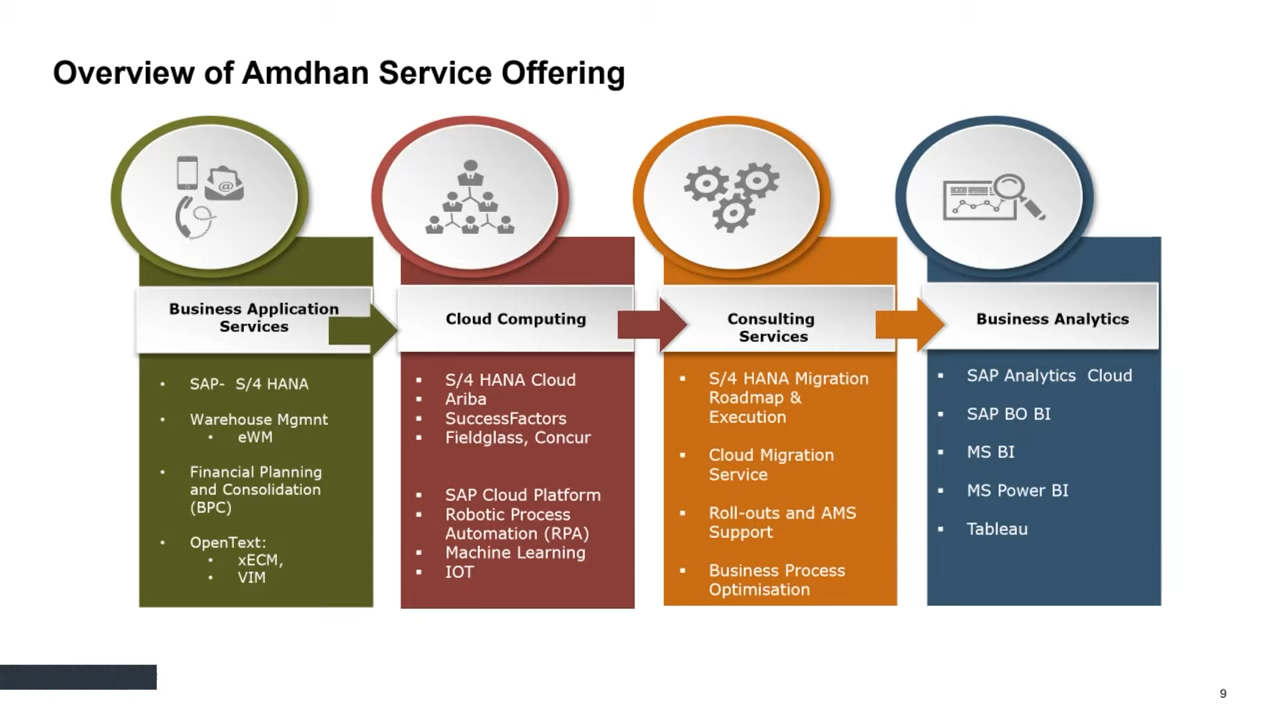 Overview of Amdhan Service Offering
Business Application
Services
• SAP- S/4 HANA
• Warehouse Mgmnt
• eWM
• Financial Planning
and Consolidation
(BPC)
• OpenText:
• xECM,
• VIM
Cloud Computing
▪ S/4 HANA Cloud
▪ Ariba
▪ SuccessFactors
▪ Fieldglass, Concur
▪ SAP Cloud Platform
▪ Robotic Process
Automation (RPA)
▪ Machine Learning
▪ IOT
Consulting
Services
▪ S/4 HANA Migration
Roadmap &
Execution
▪ Cloud Migration
Service
▪ Roll-outs and AMS
Support
▪ Business Process
Optimisation
Business Analytics
▪ SAP Analytics Cloud
▪ SAP BO BI
▪ MS BI
▪ MS Power BI
▪ Tableau
9